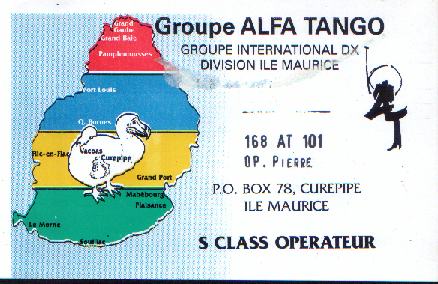 Groupe ALFA TANGO
GROUPE INTERNATIONAL DX
DIVISION ILE MAURICE
168 AT 101
OP. PIERRE
P.O. BOX 78, CUREPIPE
ILE MAURICE
S CLASS OPERATEUR
Grand
Gaube
Grand Baie
Pamplemousses
Port Louis
Q. Bornes
Flic-en-Flac
Vacoas
Curepipe
Grand Port
Mahébourg
Plaisance
Le Morne
Souillac